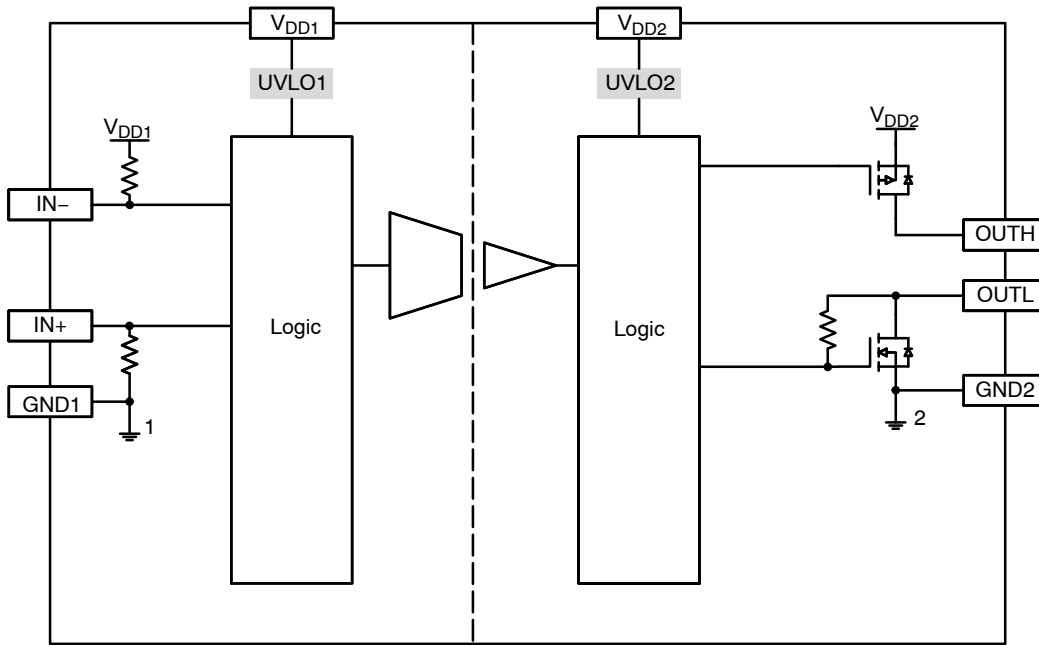 VDD1
VDD2
UVLO1
UVLO2
VDD1
VDD2
IN−
OUTH
OUTL
IN+
Logic
Logic
GND1
GND2
1
2